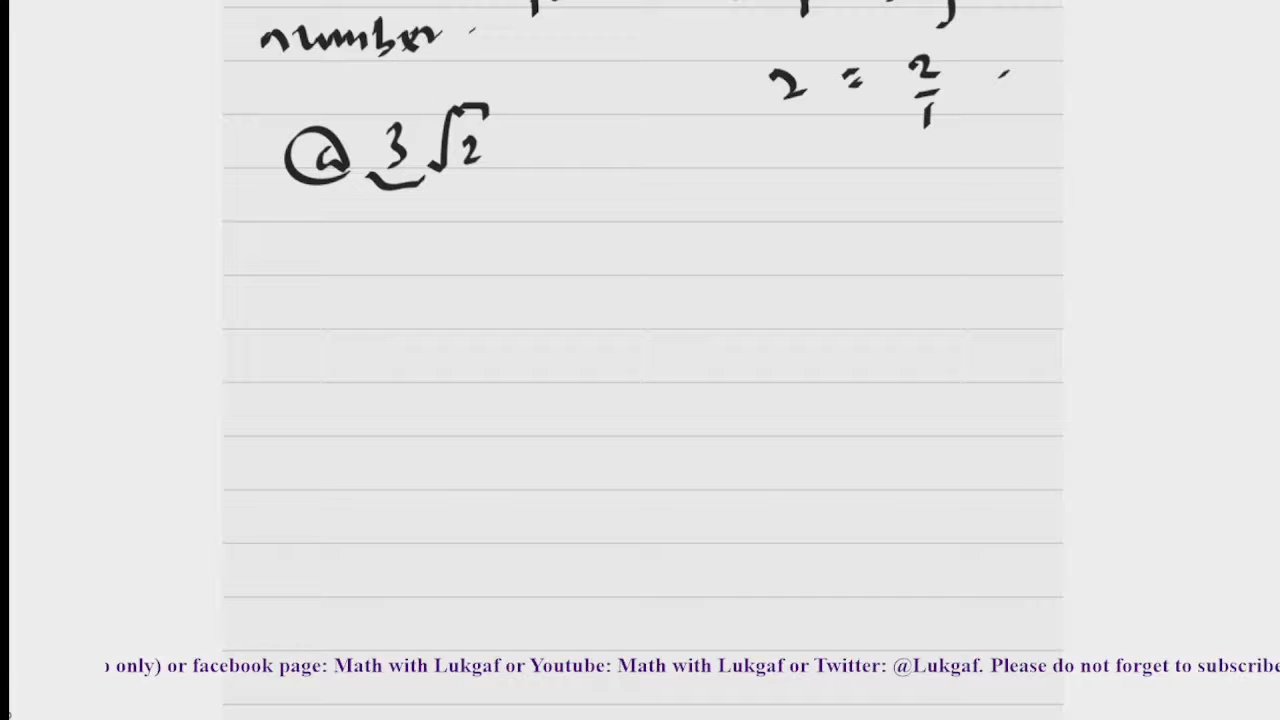 number.
2 = 2/1
ⓐ 3√2
only) or facebook page: Math with Lukgaf or Youtube: Math with Lukgaf or Twitter: @Lukgaf. Please do not forget to subscribe